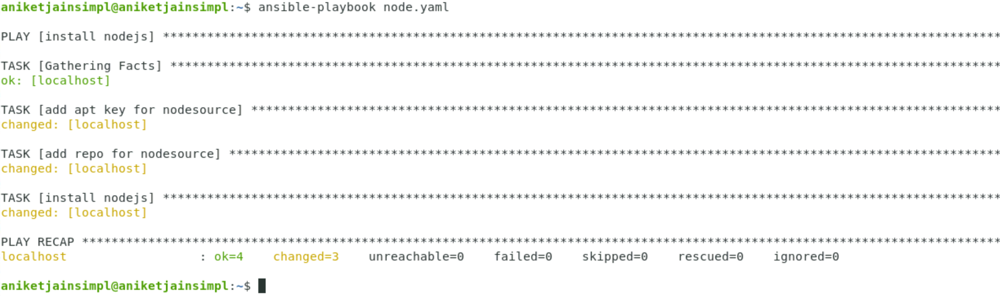 aniketjainsimpl@aniketjainsimpl:~$ ansible-playbook node.yaml
PLAY [install nodejs] ******************************************************************************************************************
TASK [Gathering Facts] *****************************************************************************************************************
ok: [localhost]
TASK [add apt key for nodesource] ******************************************************************************************************
changed: [localhost]
TASK [add repo for nodesource] *********************************************************************************************************
changed: [localhost]
TASK [install nodejs] ******************************************************************************************************************
changed: [localhost]
PLAY RECAP *****************************************************************************************************************************
localhost                  : ok=4    changed=3    unreachable=0    failed=0    skipped=0    rescued=0    ignored=0
aniketjainsimpl@aniketjainsimpl:~$